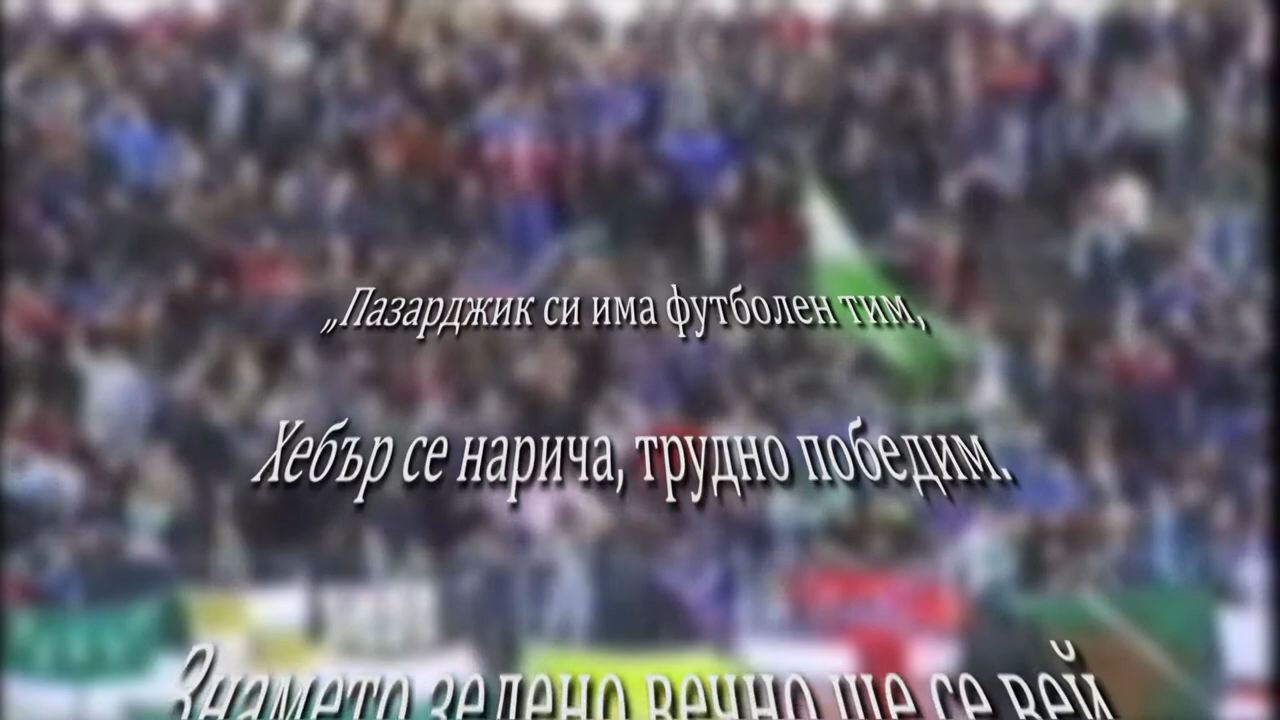 „Пазарджик си има футболен тим,
Хебър се нарича, трудно победим.
Знамето зелено вечно ще се вей